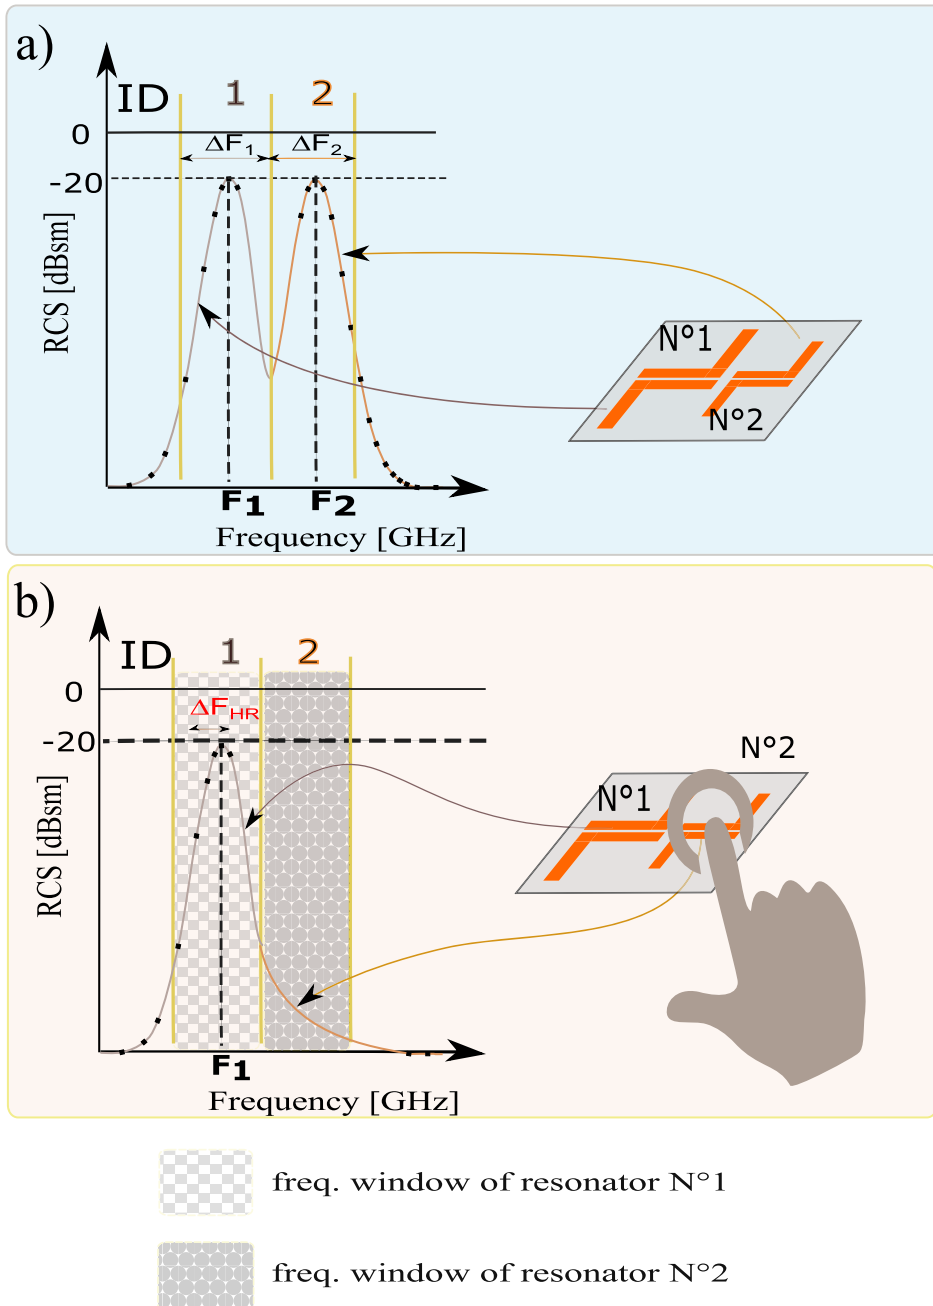 a)
ID 1 2
0
ΔF1 ΔF2
-20
RCS [dBsm]
N°1
N°2
F1 F2
Frequency [GHz]
b)
ID 1 2
0
ΔFHR
-20
RCS [dBsm]
N°2
N°1
F1
Frequency [GHz]
freq. window of resonator N°1
freq. window of resonator N°2